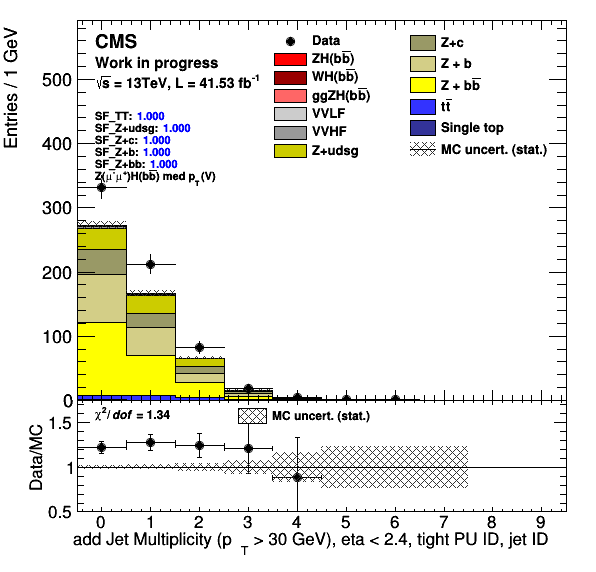 CMS
Work in progress
√s = 13TeV, L = 41.53 fb⁻¹
SF_TT: 1.000
SF_Z+udsg: 1.000
SF_Z+c: 1.000
SF_Z+b: 1.000
SF_Z+bb: 1.000
Z(μ⁻μ⁺)H(bb̅) med p_T(V)
Data
ZH(bb̅)
WH(bb̅)
ggZH(bb̅)
VVLF
VVHF
Z+udsg
Z+c
Z + b
Z + bb̅
tt̅
Single top
MC uncert. (stat.)
Entries / 1 GeV
500
400
300
200
100
0
χ²/dof = 1.34
MC uncert. (stat.)
Data/MC
1.5
1
0.5
0 1 2 3 4 5 6 7 8 9
add Jet Multiplicity (p_T > 30 GeV), eta < 2.4, tight PU ID, jet ID